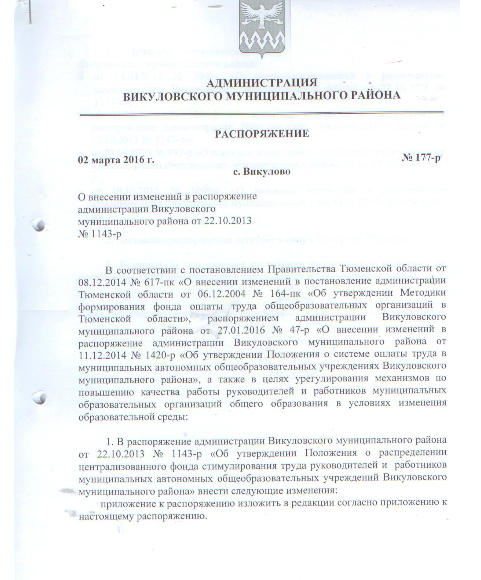 АДМИНИСТРАЦИЯ
ВИКУЛОВСКОГО МУНИЦИПАЛЬНОГО РАЙОНА
РАСПОРЯЖЕНИЕ
02 марта 2016 г.
№ 177-р
с. Викулово
О внесении изменений в распоряжение
администрации Викуловского
муниципального района от 22.10.2013
№ 1143-р
В соответствии с постановлением Правительства Тюменской области от
08.12.2014 № 617-пк «О внесении изменений в постановление администрации
Тюменской области от 06.12.2004 № 164-пк «Об утверждении Методики
формирования фонда оплаты труда общеобразовательных организаций в
Тюменской области», распоряжением администрации Викуловского
муниципального района от 27.01.2016 № 47-р «О внесении изменений в
распоряжение администрации Викуловского муниципального района от
11.12.2014 № 1420-р «Об утверждении Положения о системе оплаты труда в
муниципальных автономных общеобразовательных учреждениях Викуловского
муниципального района», а также в целях урегулирования механизмов по
повышению качества работы руководителей и работников муниципальных
образовательных организаций общего образования в условиях изменения
образовательной среды:
1. В распоряжение администрации Викуловского муниципального района
от 22.10.2013 № 1143-р «Об утверждении Положения о распределении
централизованного фонда стимулирования труда руководителей и работников
муниципальных автономных общеобразовательных учреждений Викуловского
муниципального района» внести следующие изменения:
приложение к распоряжению изложить в редакции согласно приложению к
настоящему распоряжению.